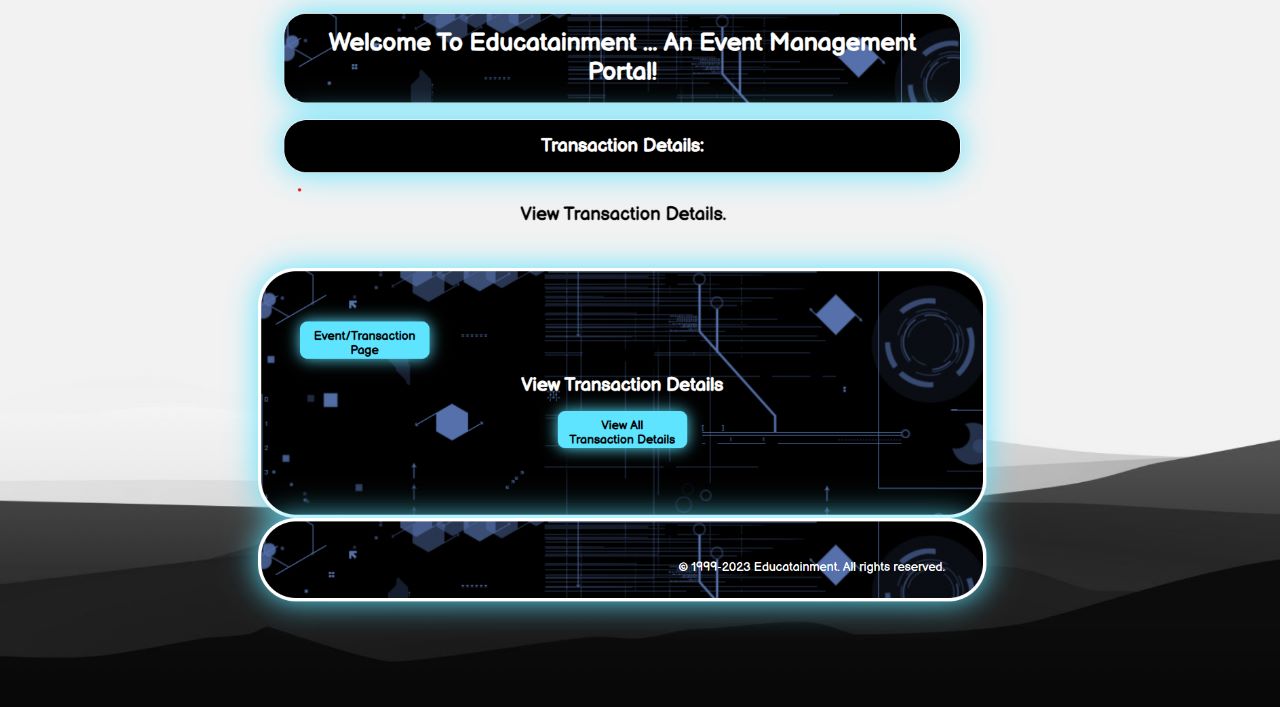 Welcome To Educatainment ... An Event Management
Portal!
Transaction Details:
View Transaction Details.
Event/Transaction
Page
View Transaction Details
View All
Transaction Details
© 1999-2023 Educatainment. All rights reserved.